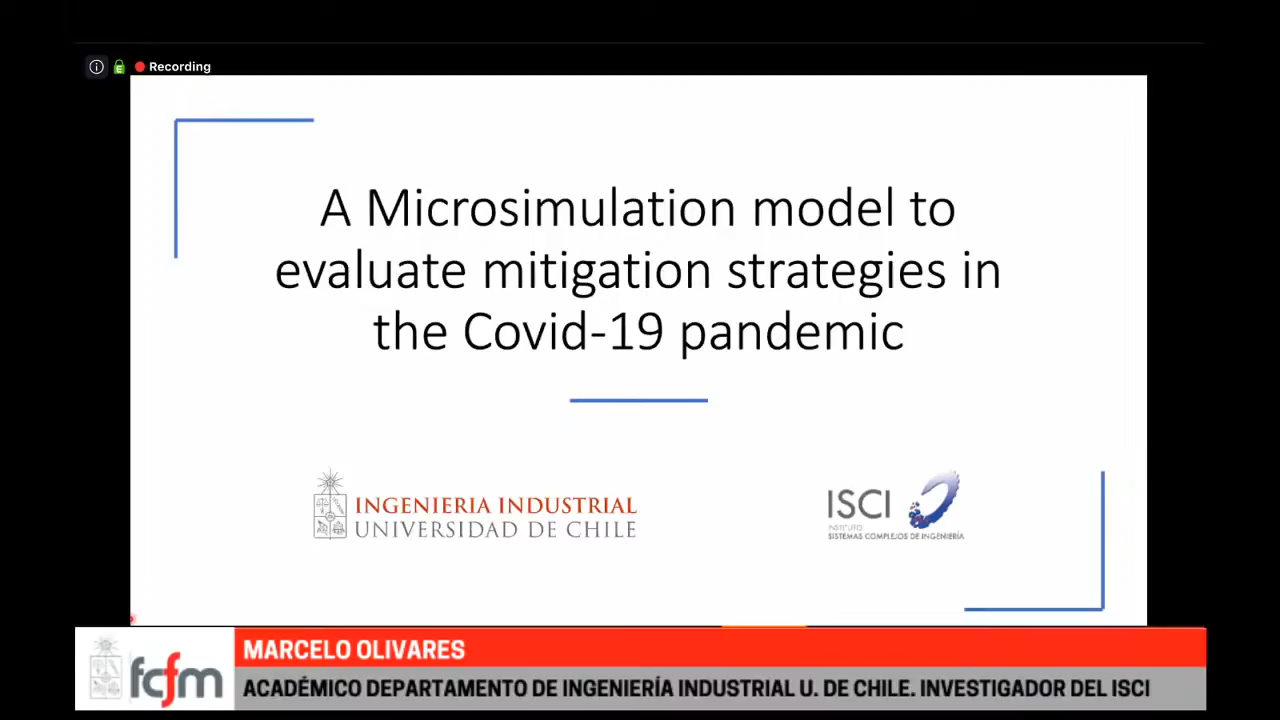 Recording
A Microsimulation model to
evaluate mitigation strategies in
the Covid-19 pandemic
INGENIERIA INDUSTRIAL
UNIVERSIDAD DE CHILE
ISCI
INSTITUTO
SISTEMAS COMPLEJOS DE INGENIERÍA
fcfm
MARCELO OLIVARES
ACADÉMICO DEPARTAMENTO DE INGENIERÍA INDUSTRIAL U. DE CHILE. INVESTIGADOR DEL ISCI